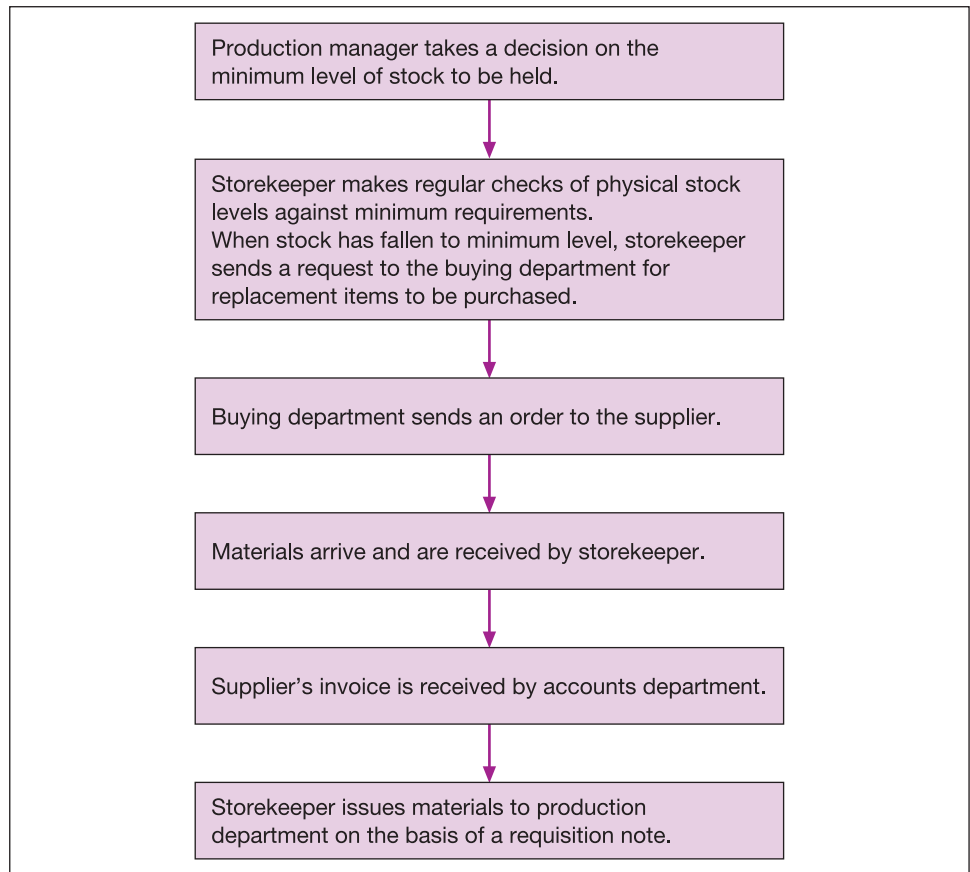 Production manager takes a decision on the
minimum level of stock to be held.
Storekeeper makes regular checks of physical stock
levels against minimum requirements.
When stock has fallen to minimum level, storekeeper
sends a request to the buying department for
replacement items to be purchased.
Buying department sends an order to the supplier.
Materials arrive and are received by storekeeper.
Supplier’s invoice is received by accounts department.
Storekeeper issues materials to production
department on the basis of a requisition note.